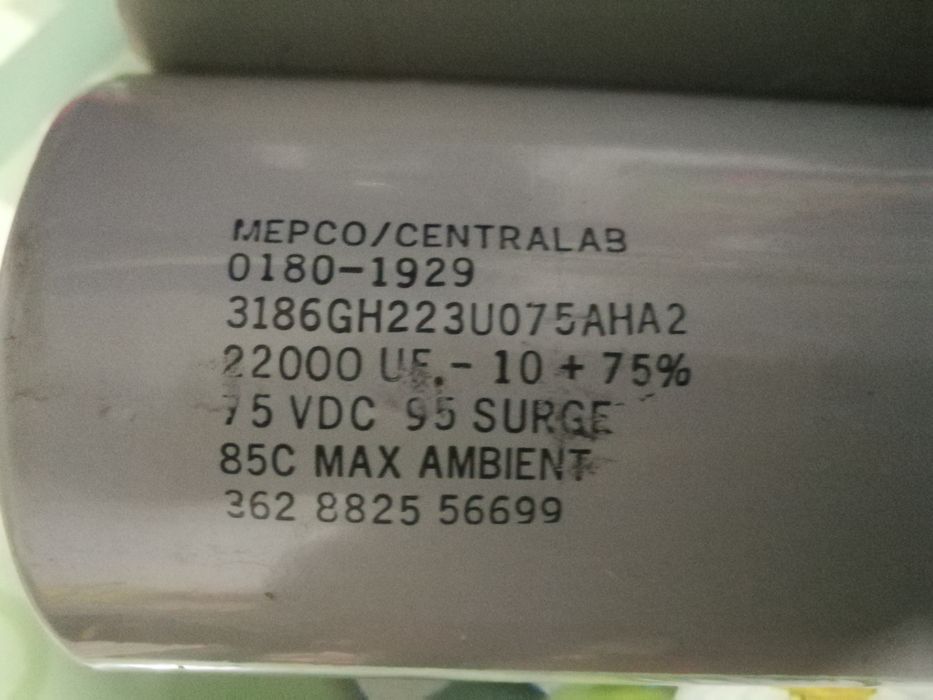 MEPCO/CENTRALAB
0180-1929
3186GH223U075AHA2
22000 UF.- 10 + 75%
75 VDC 95 SURGE
85C MAX AMBIENT
362 8825 56699